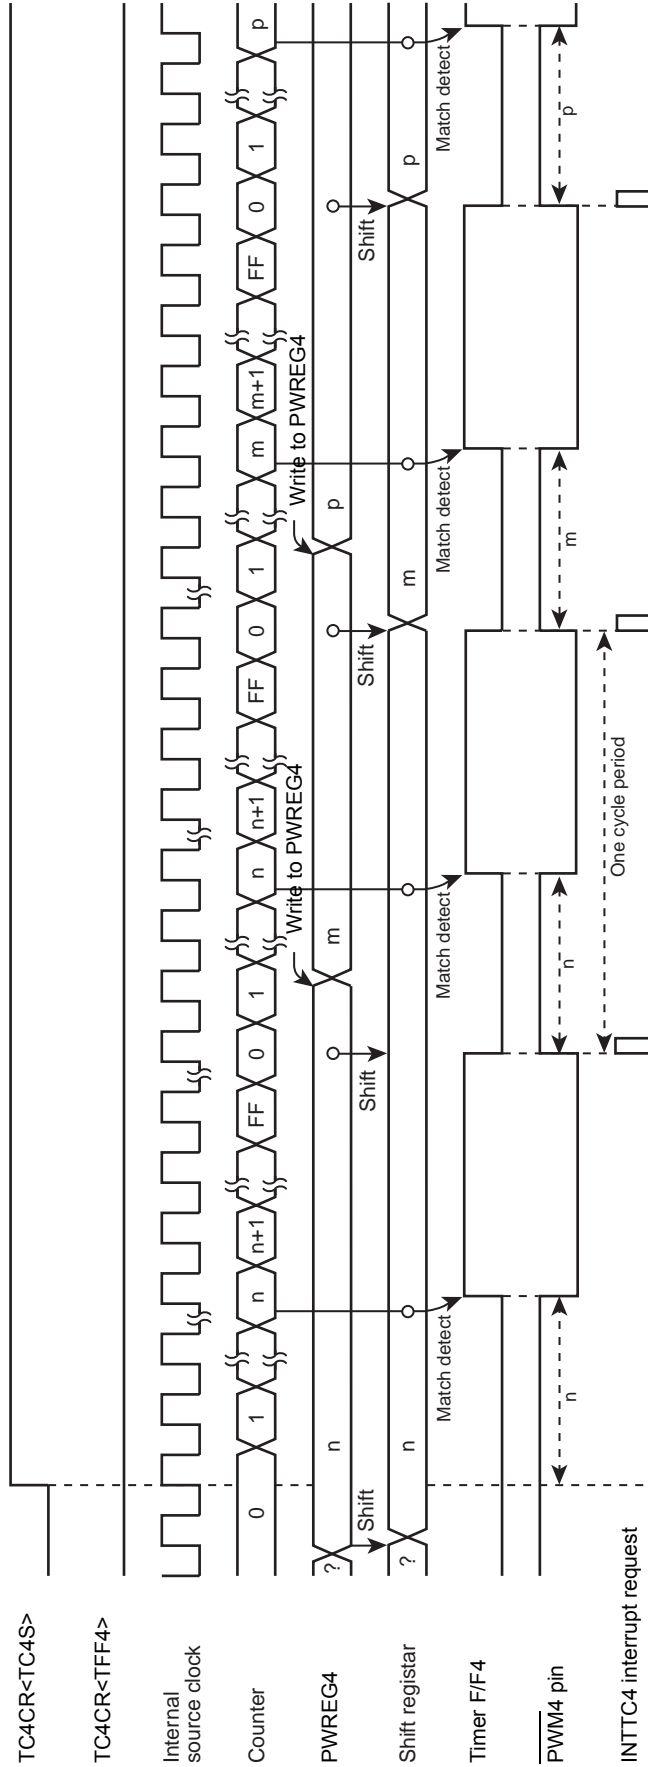 TC4CR<TC4S>
TC4CR<TFF4>
Internal
source clock
Counter 0 1 n n+1 FF 0 1 n n+1 FF 0 1 m m+1 FF 0 1 p
Write to PWREG4 Write to PWREG4
PWREG4 ? n m p
Shift Shift Shift Shift
Shift registar ? n m p
Match detect Match detect Match detect Match detect
Timer F/F4
PWM4 pin n n m p
One cycle period
INTTC4 interrupt request